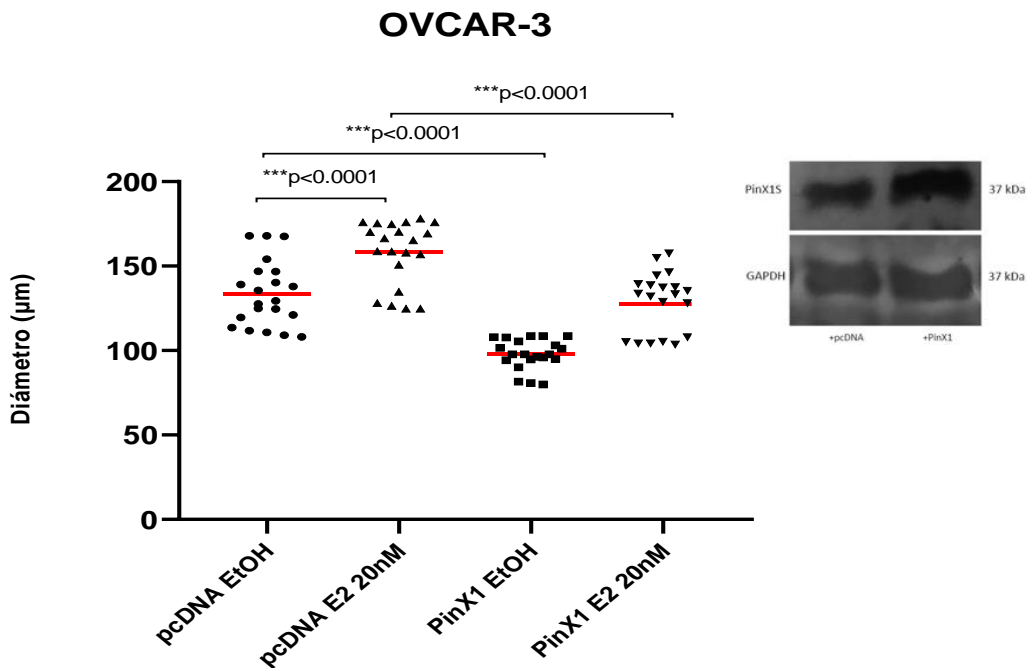 OVCAR-3
***p<0.0001
***p<0.0001
***p<0.0001
Diámetro (µm)
200
150
100
50
0
pcDNA EtOH
pcDNA E2 20nM
PinX1 EtOH
PinX1 E2 20nM
PinX1S
37 kDa
GAPDH
37 kDa
+pcDNA
+PinX1